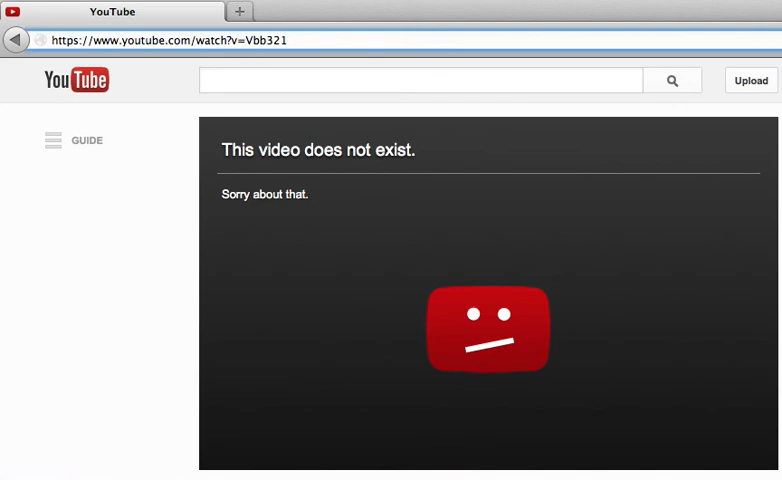 YouTube
https://www.youtube.com/watch?v=Vbb321
YouTube
Upload
GUIDE
This video does not exist.
Sorry about that.